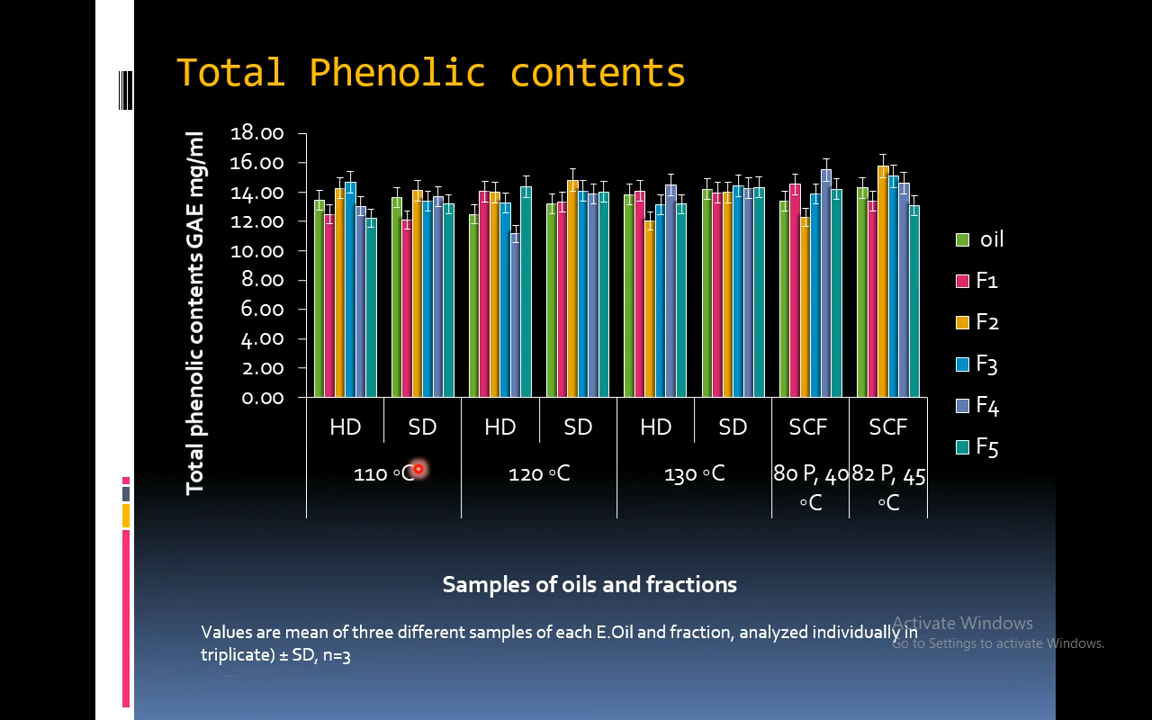 Total Phenolic contents
Total phenolic contents GAE mg/ml
18.00
16.00
14.00
12.00
10.00
8.00
6.00
4.00
2.00
0.00
HD SD HD SD HD SD SCF SCF
110 °C 120 °C 130 °C 80 P, 40 82 P, 45
°C °C
oil
F1
F2
F3
F4
F5
Samples of oils and fractions
Values are mean of three different samples of each E.Oil and fraction, analyzed individually in
triplicate) ± SD, n=3
Activate Windows
Go to Settings to activate Windows.